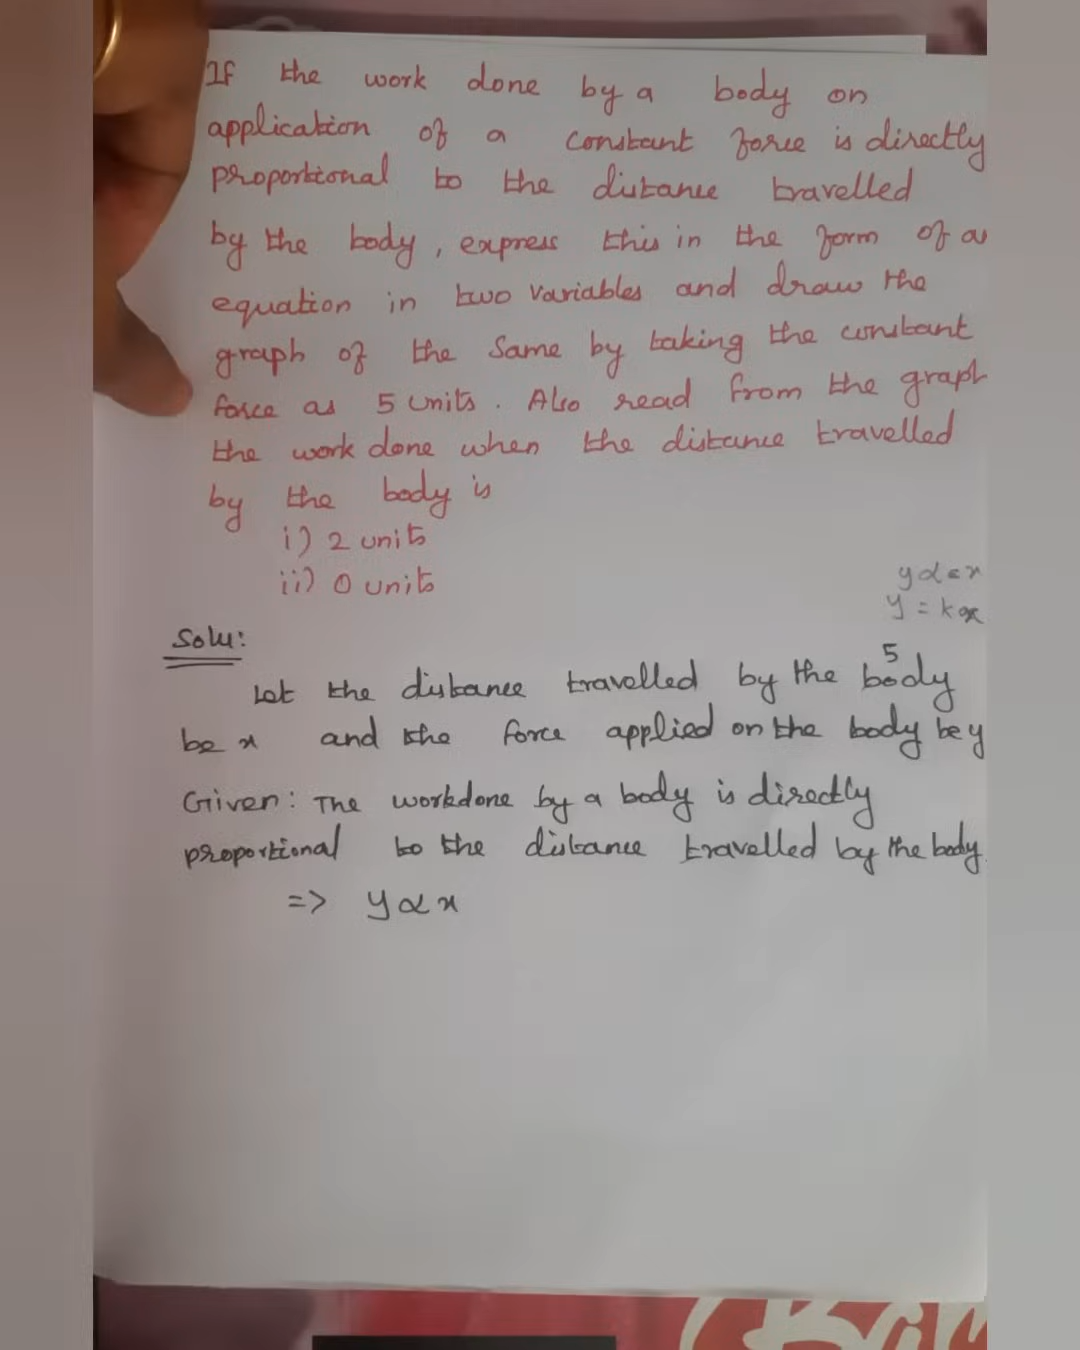 If the work done by a body on
application of a constant force is directly
proportional to the distance travelled
by the body, express this in the form of a
equation in two variables and draw the
graph of the same by taking the constant
force as 5 units. Also read from the graph
the work done when the distance travelled
by the body is
i) 2 units
ii) 0 units
y = kx
Solu:
5
Let the distance travelled by the body
be x and the force applied on the body be y
Given: The workdone by a body is directly
proportional to the distance travelled by the body
=> y ∝ x